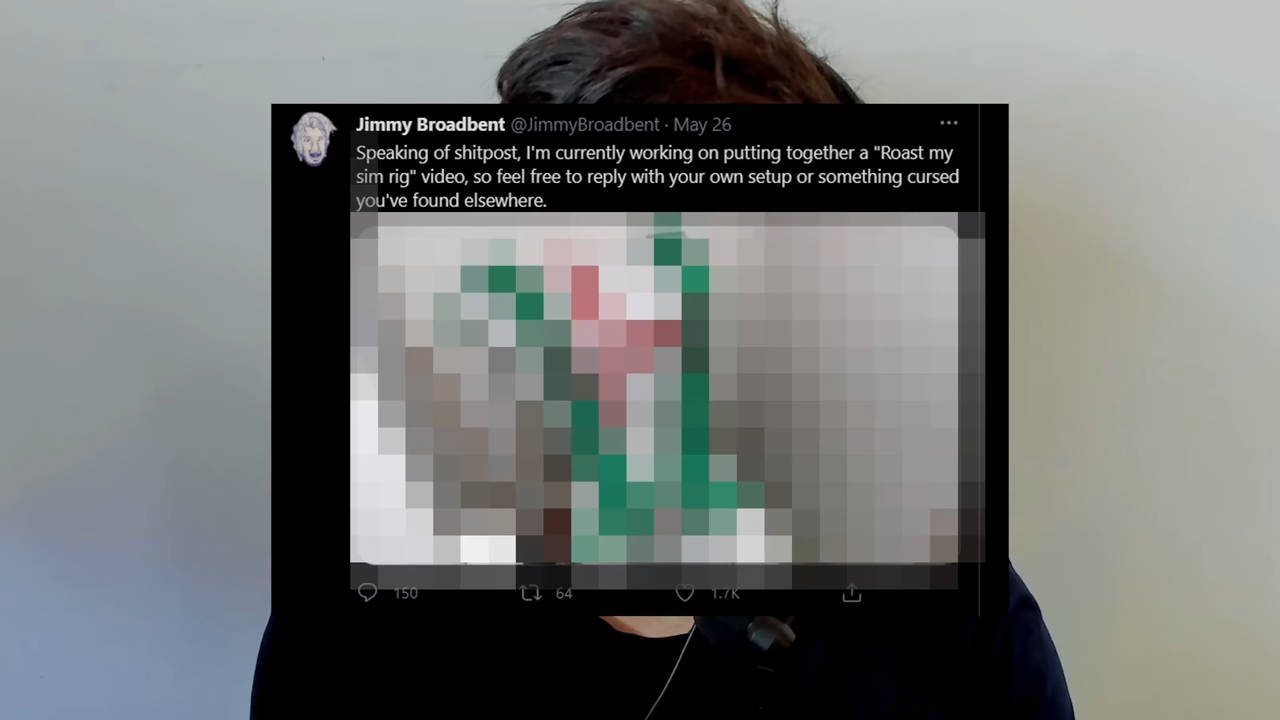 Jimmy Broadbent @JimmyBroadbent · May 26
Speaking of shitpost, I'm currently working on putting together a "Roast my
sim rig" video, so feel free to reply with your own setup or something cursed
you've found elsewhere.
150 64 1.7K